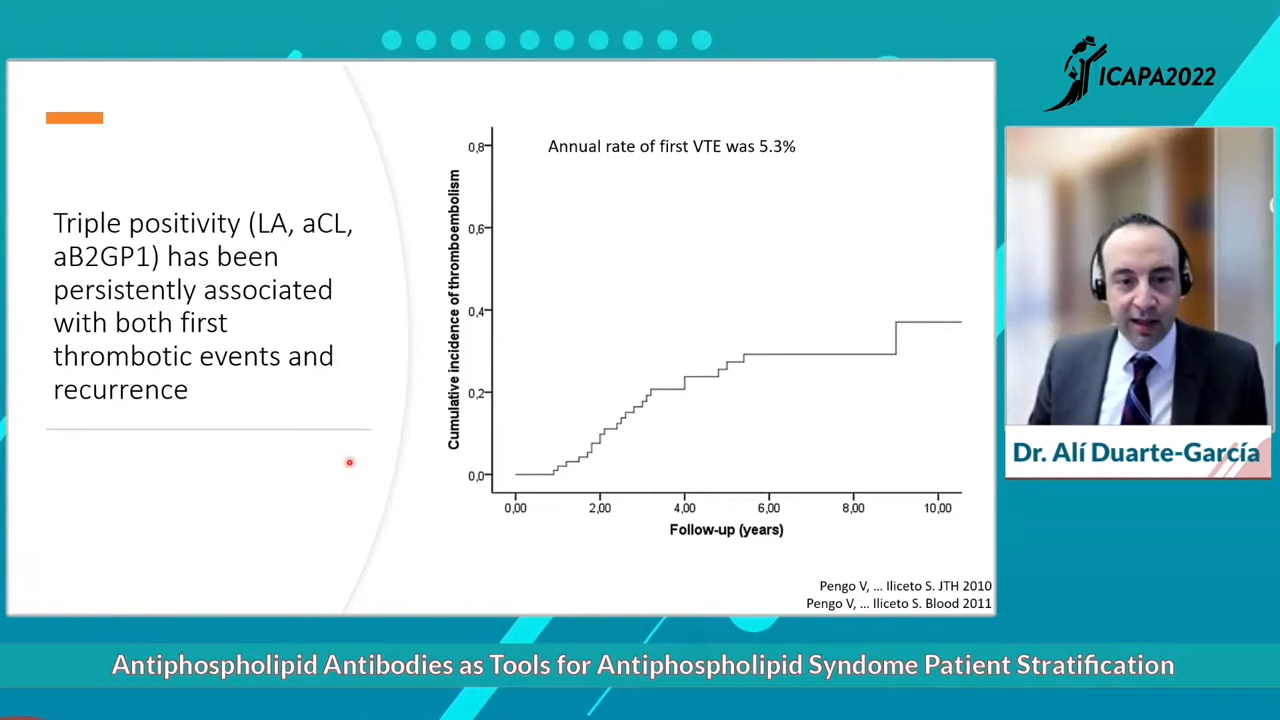 ICAPA2022
Triple positivity (LA, aCL,
aB2GP1) has been
persistently associated
with both first
thrombotic events and
recurrence
Annual rate of first VTE was 5.3%
Cumulative incidence of thromboembolism
0,8
0,6
0,4
0,2
0,0
0,00 2,00 4,00 6,00 8,00 10,00
Follow-up (years)
Pengo V, ... Iliceto S. JTH 2010
Pengo V, ... Iliceto S. Blood 2011
Dr. Alí Duarte-García
Antiphospholipid Antibodies as Tools for Antiphospholipid Syndome Patient Stratification